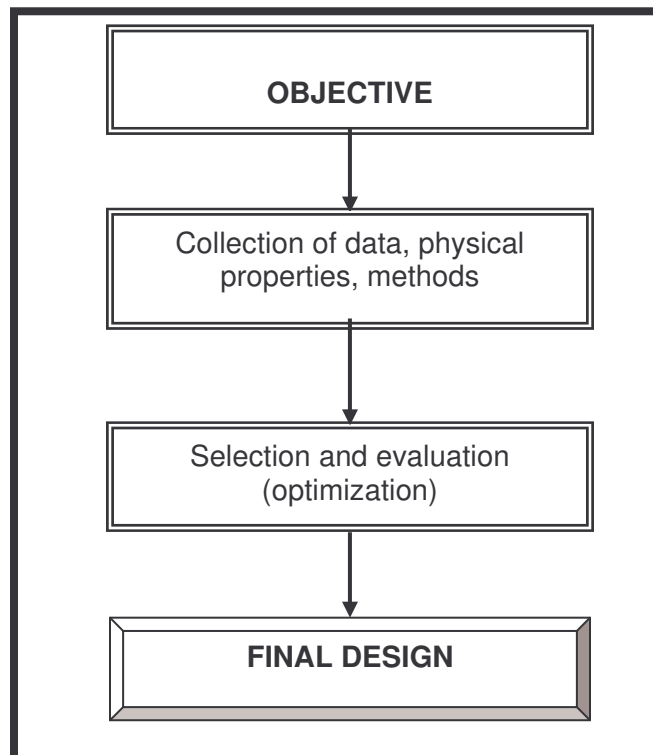 OBJECTIVE
Collection of data, physical
properties, methods
Selection and evaluation
(optimization)
FINAL DESIGN